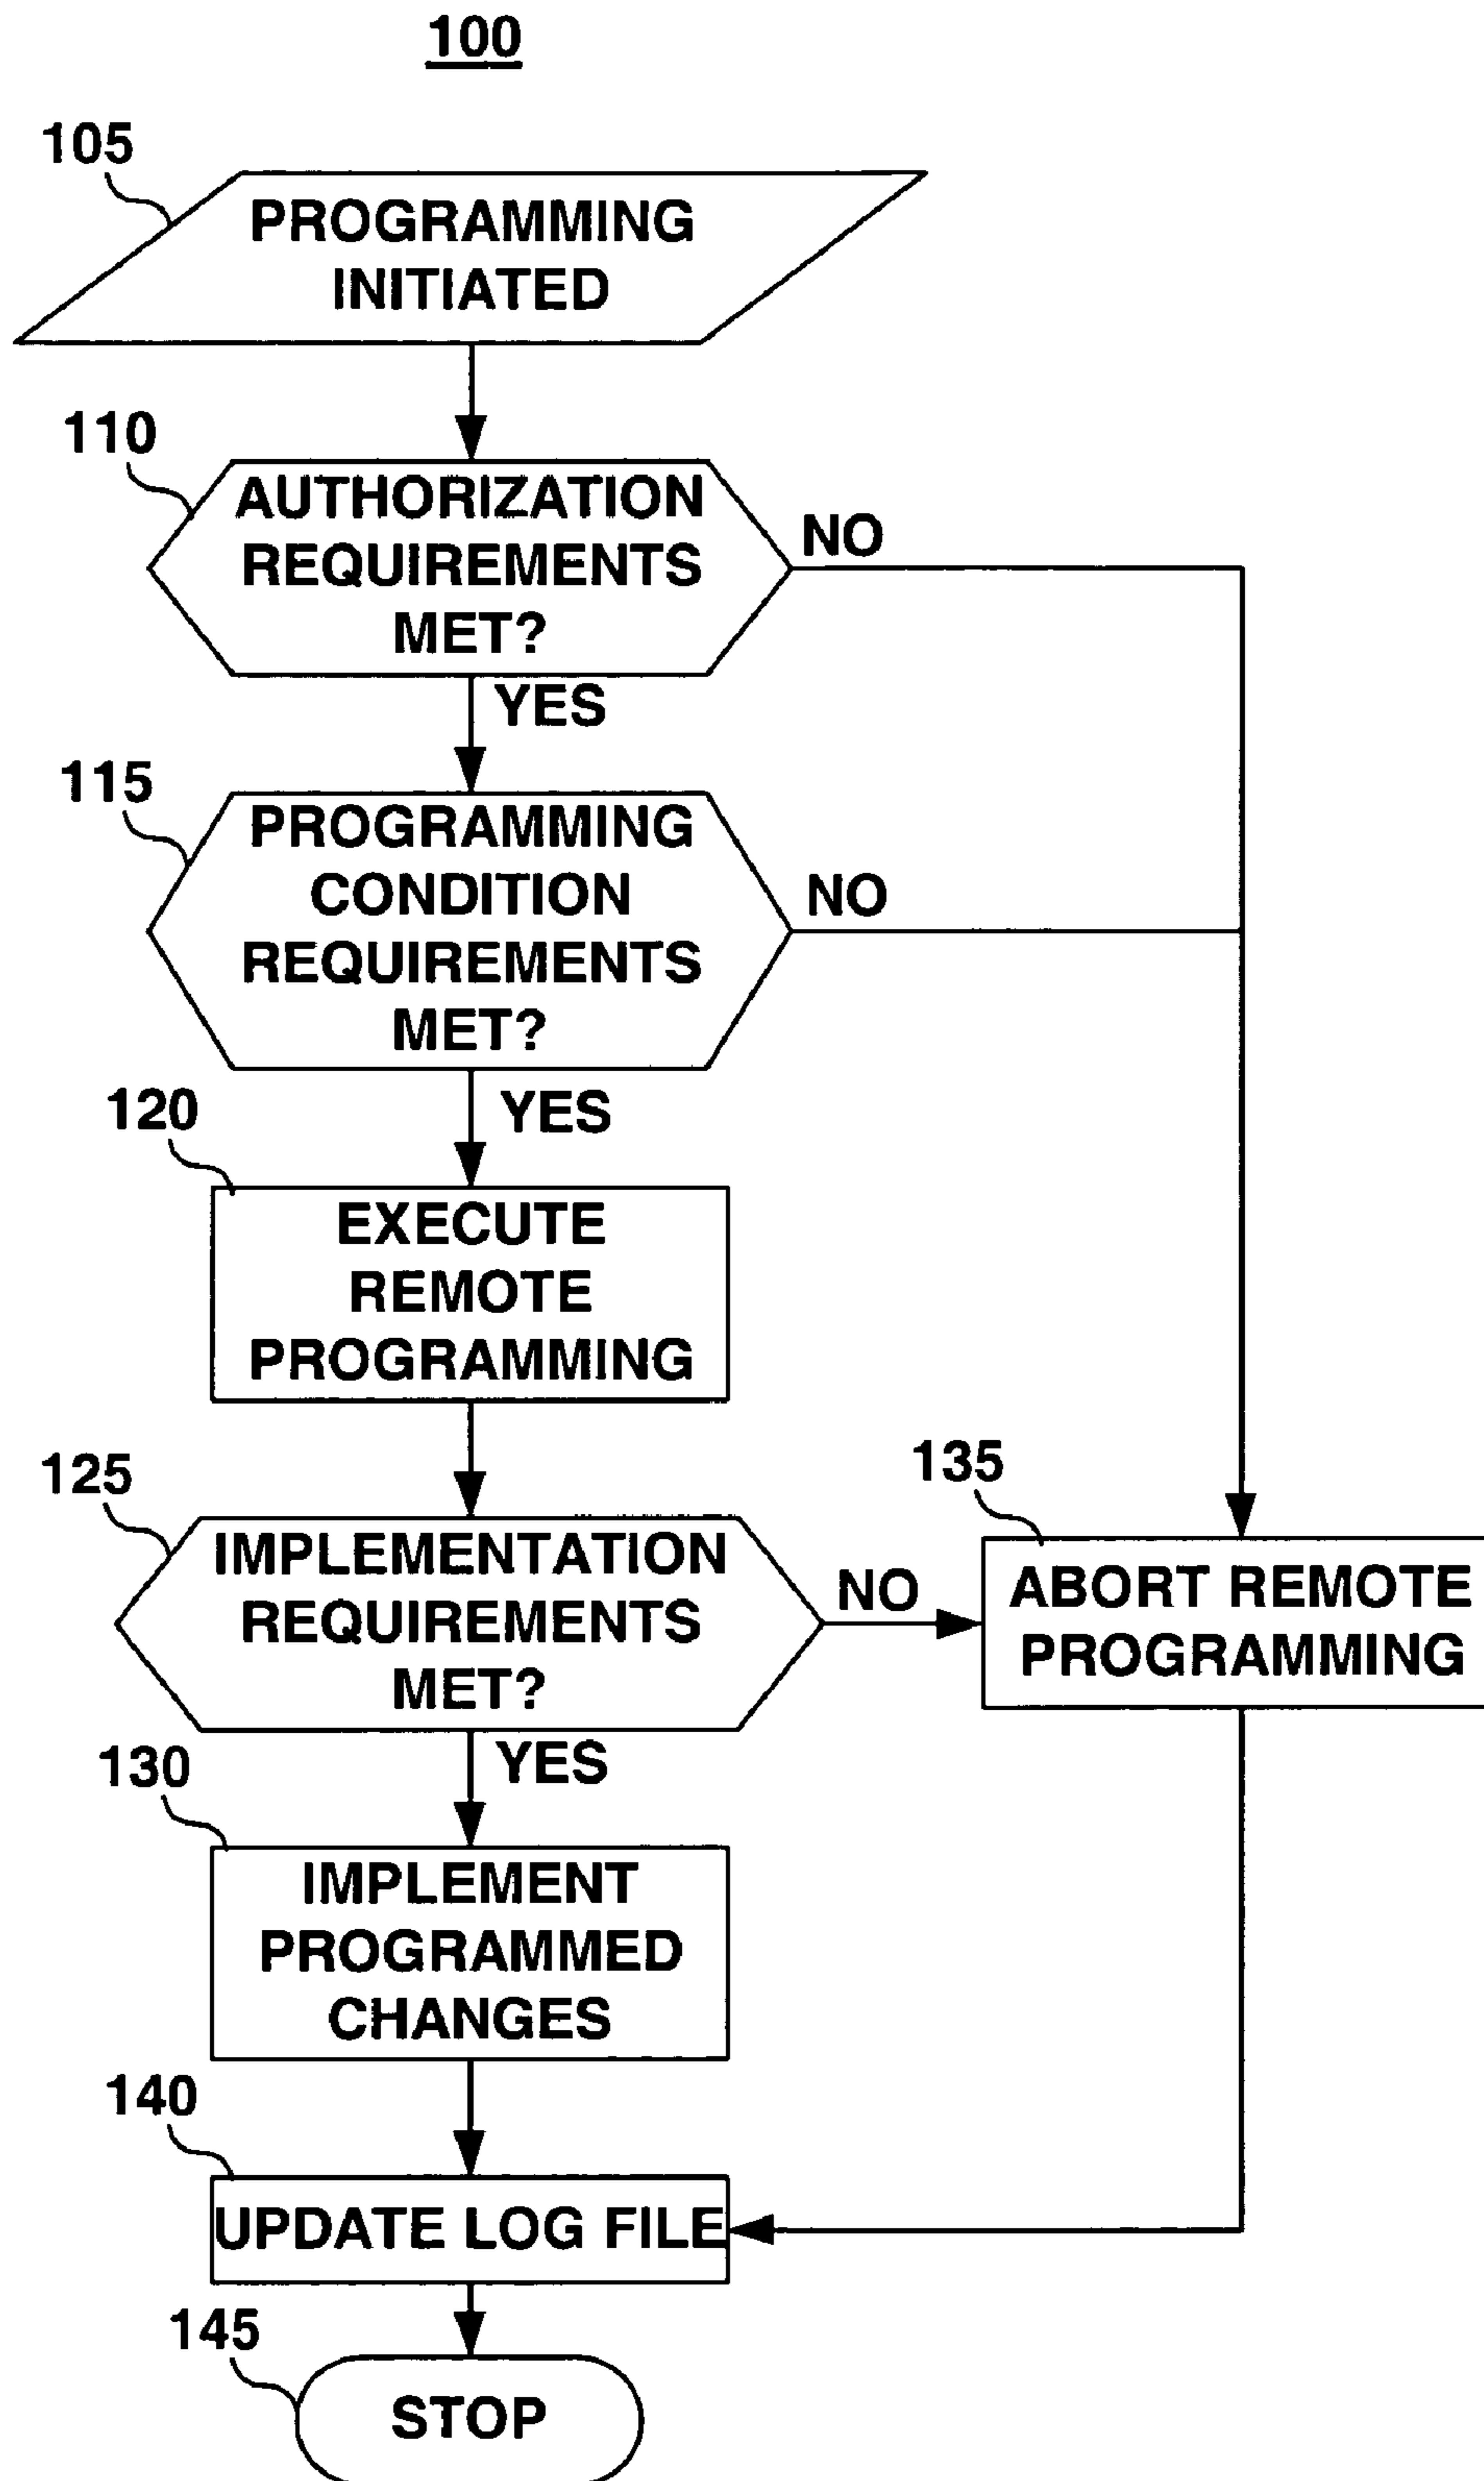 100
105
PROGRAMMING
INITIATED
110
AUTHORIZATION
REQUIREMENTS
MET?
NO
YES
115
PROGRAMMING
CONDITION
REQUIREMENTS
MET?
NO
YES
120
EXECUTE
REMOTE
PROGRAMMING
125
IMPLEMENTATION
REQUIREMENTS
MET?
NO
135
ABORT REMOTE
PROGRAMMING
YES
130
IMPLEMENT
PROGRAMMED
CHANGES
140
UPDATE LOG FILE
145
STOP